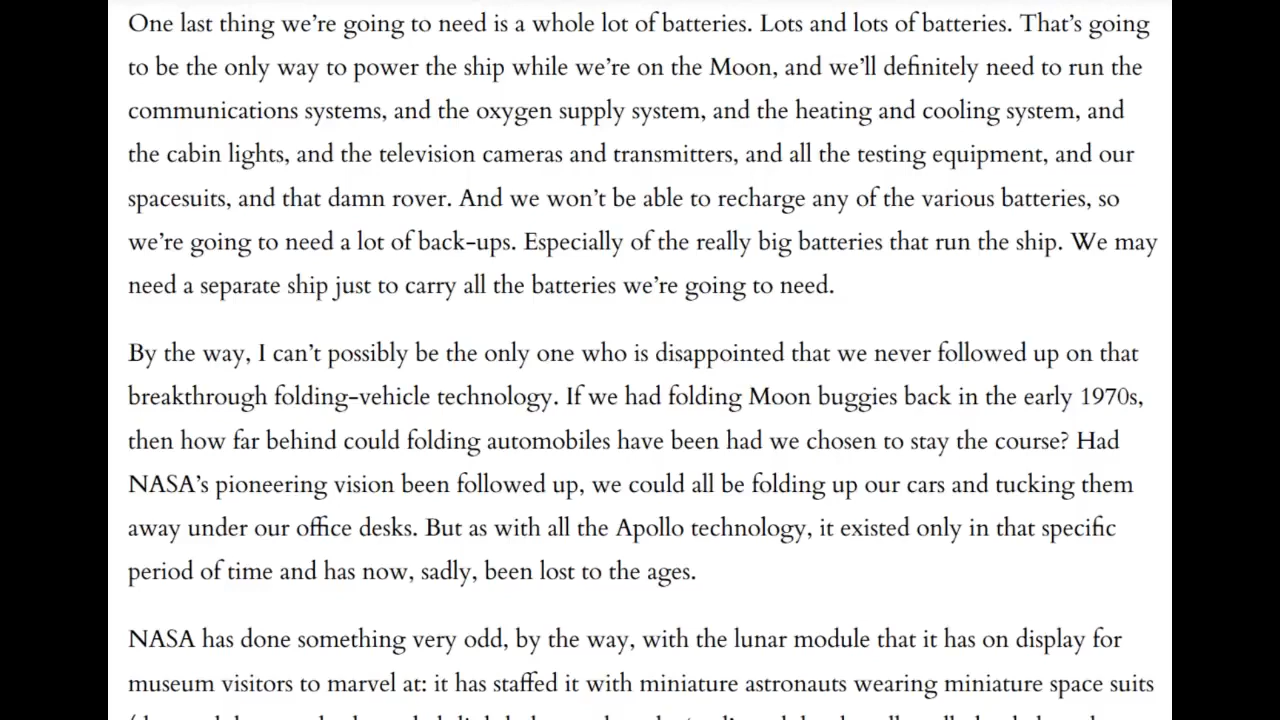 One last thing we’re going to need is a whole lot of batteries. Lots and lots of batteries. That’s going
to be the only way to power the ship while we’re on the Moon, and we’ll definitely need to run the
communications systems, and the oxygen supply system, and the heating and cooling system, and
the cabin lights, and the television cameras and transmitters, and all the testing equipment, and our
spacesuits, and that damn rover. And we won’t be able to recharge any of the various batteries, so
we’re going to need a lot of back-ups. Especially of the really big batteries that run the ship. We may
need a separate ship just to carry all the batteries we’re going to need.
By the way, I can’t possibly be the only one who is disappointed that we never followed up on that
breakthrough folding-vehicle technology. If we had folding Moon buggies back in the early 1970s,
then how far behind could folding automobiles have been had we chosen to stay the course? Had
NASA’s pioneering vision been followed up, we could all be folding up our cars and tucking them
away under our office desks. But as with all the Apollo technology, it existed only in that specific
period of time and has now, sadly, been lost to the ages.
NASA has done something very odd, by the way, with the lunar module that it has on display for
museum visitors to marvel at: it has staffed it with miniature astronauts wearing miniature space suits